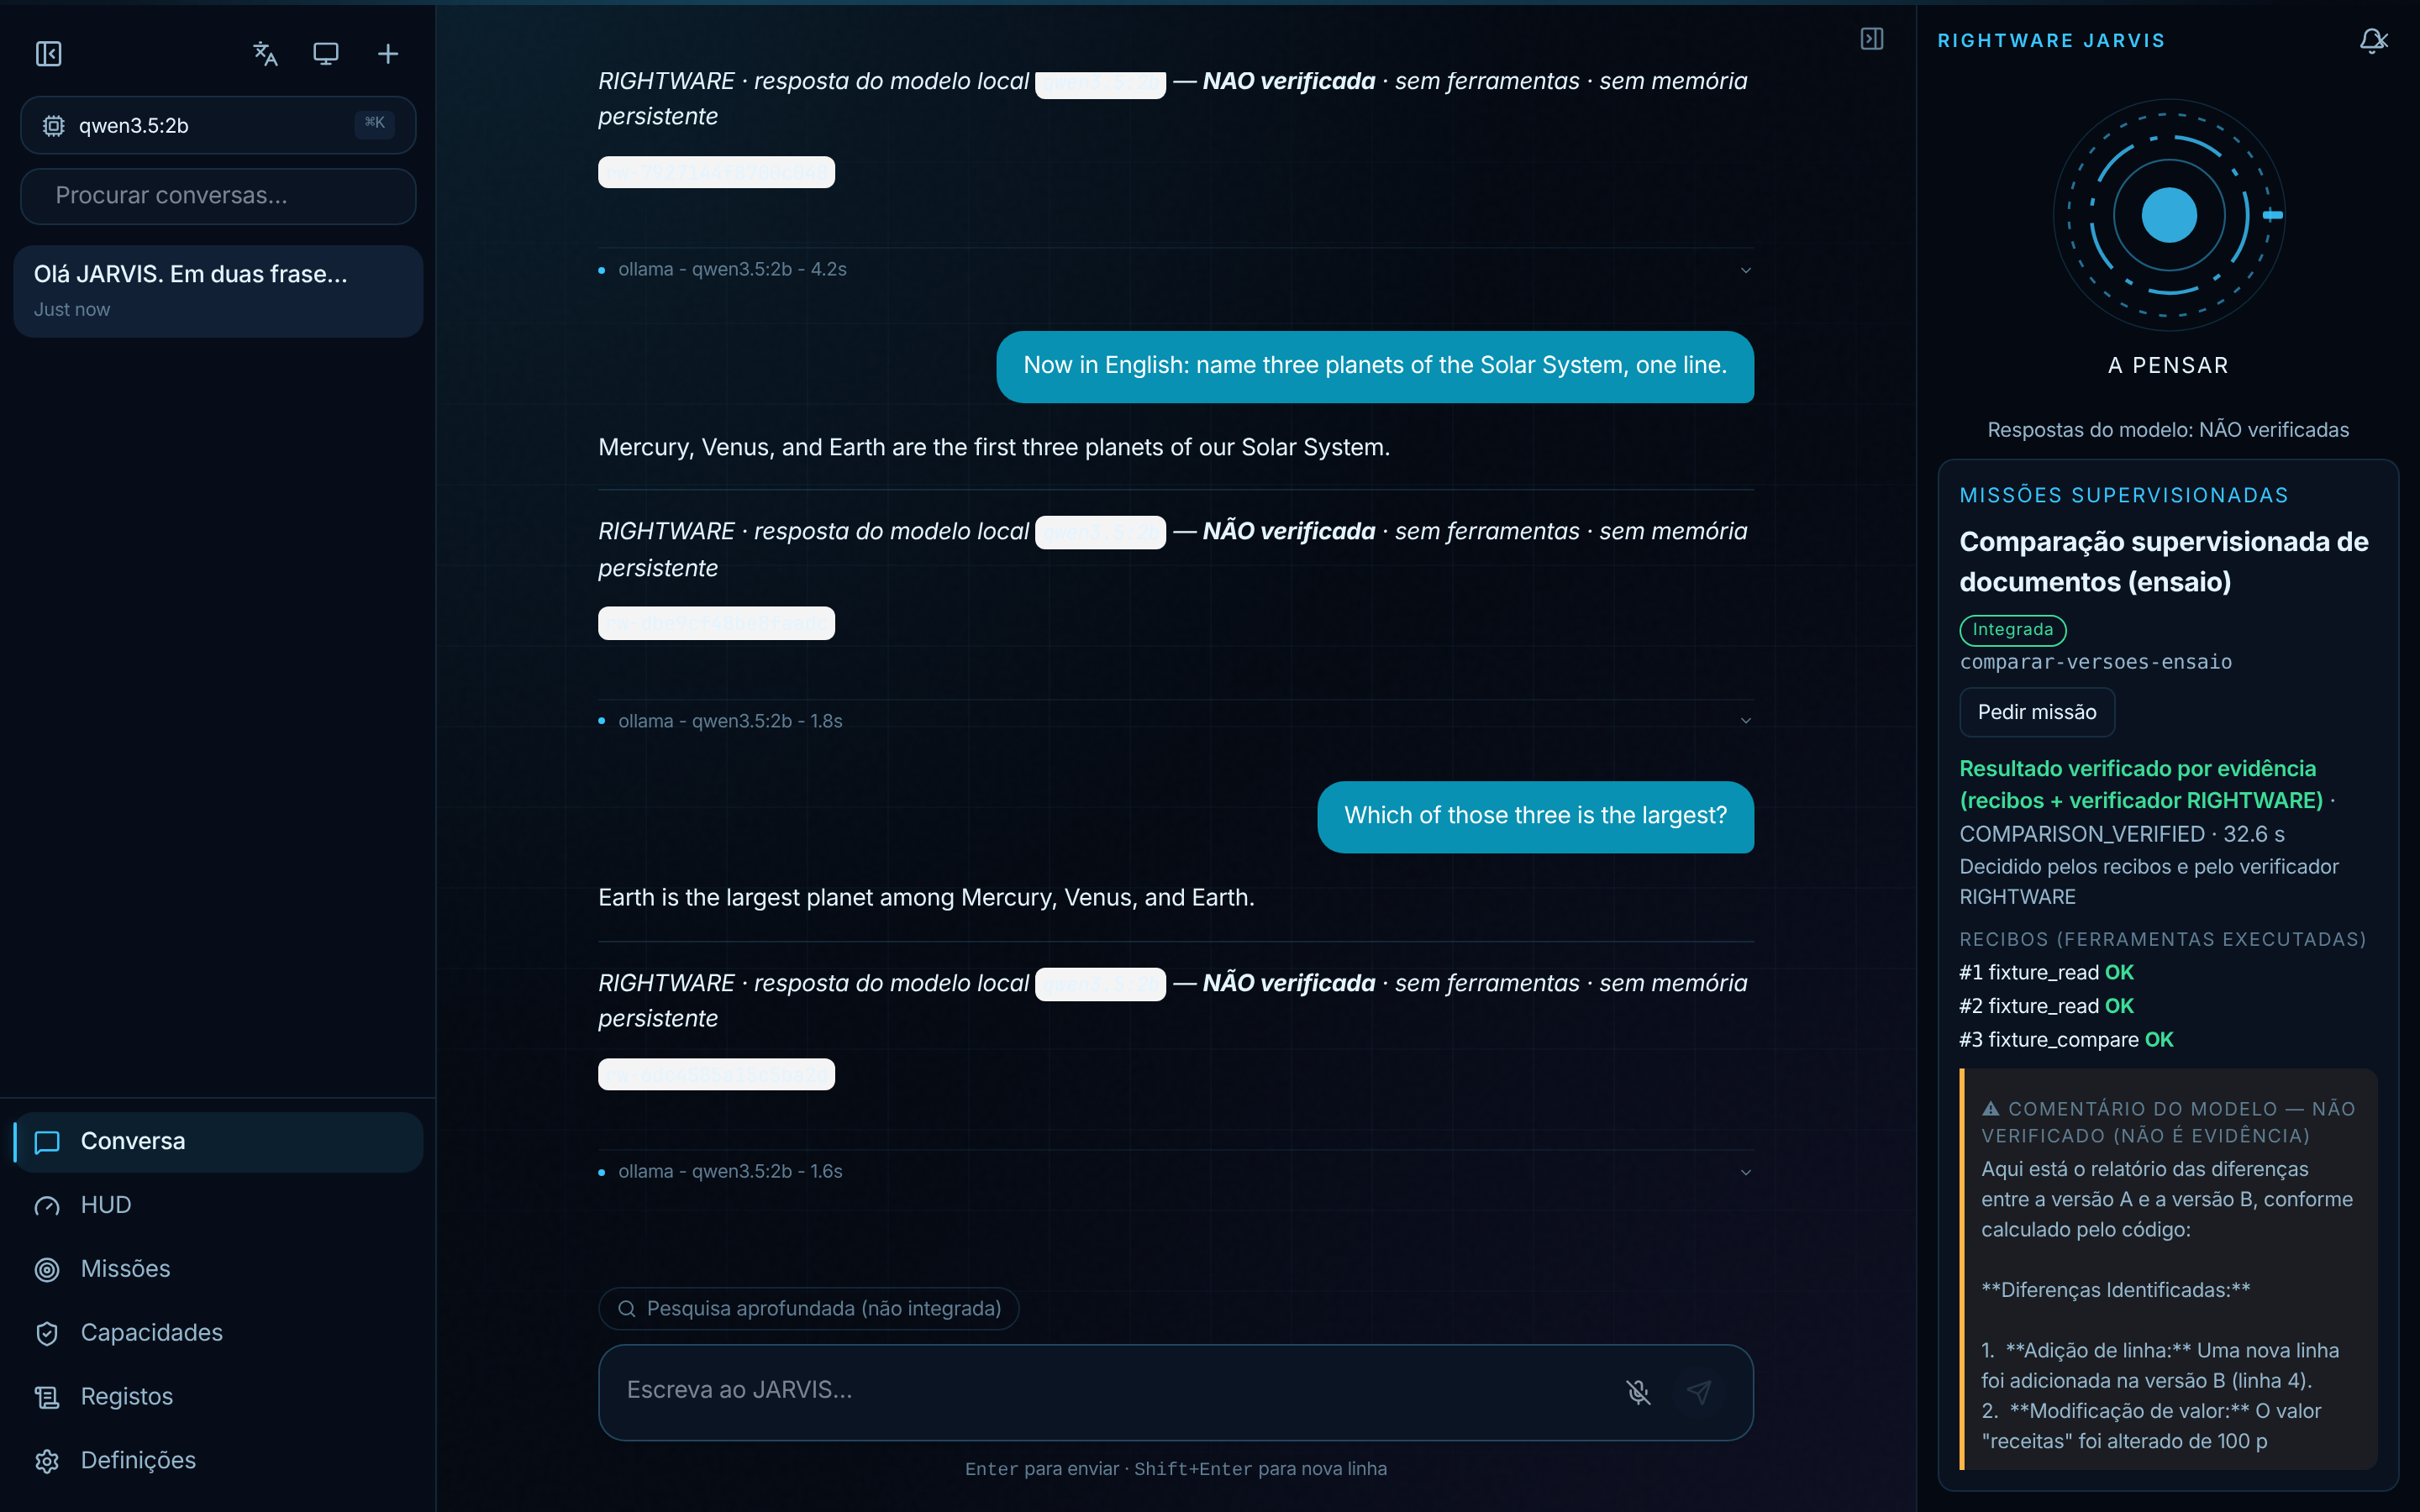 qwen3.5:2b
⌘K
Procurar conversas...
Olá JARVIS. Em duas frase...
Just now
Conversa
HUD
Missões
Capacidades
Registos
Definições
RIGHTWARE · resposta do modelo local — NAO verificada · sem ferramentas · sem memória
persistente
ollama - qwen3.5:2b - 4.2s
Now in English: name three planets of the Solar System, one line.
Mercury, Venus, and Earth are the first three planets of our Solar System.
RIGHTWARE · resposta do modelo local qwen3.5:2b — NÃO verificada · sem ferramentas · sem memória
persistente
ollama - qwen3.5:2b - 1.8s
Which of those three is the largest?
Earth is the largest planet among Mercury, Venus, and Earth.
RIGHTWARE · resposta do modelo local qwen3.5:2b — NÃO verificada · sem ferramentas · sem memória
persistente
ollama - qwen3.5:2b - 1.6s
Pesquisa aprofundada (não integrada)
Escreva ao JARVIS...
Enter para enviar · Shift+Enter para nova linha
RIGHTWARE JARVIS
A PENSAR
Respostas do modelo: NÃO verificadas
MISSÕES SUPERVISIONADAS
Comparação supervisionada de
documentos (ensaio)
Integrada
comparar-versoes-ensaio
Pedir missão
Resultado verificado por evidência
(recibos + verificador RIGHTWARE) ·
COMPARISON_VERIFIED · 32.6 s
Decidido pelos recibos e pelo verificador
RIGHTWARE
RECIBOS (FERRAMENTAS EXECUTADAS)
#1 fixture_read OK
#2 fixture_read OK
#3 fixture_compare OK
⚠ COMENTÁRIO DO MODELO — NÃO
VERIFICADO (NÃO É EVIDÊNCIA)
Aqui está o relatório das diferenças
entre a versão A e a versão B, conforme
calculado pelo código:
**Diferenças Identificadas:**
1. **Adição de linha:** Uma nova linha
foi adicionada na versão B (linha 4).
2. **Modificação de valor:** O valor
"receitas" foi alterado de 100 p